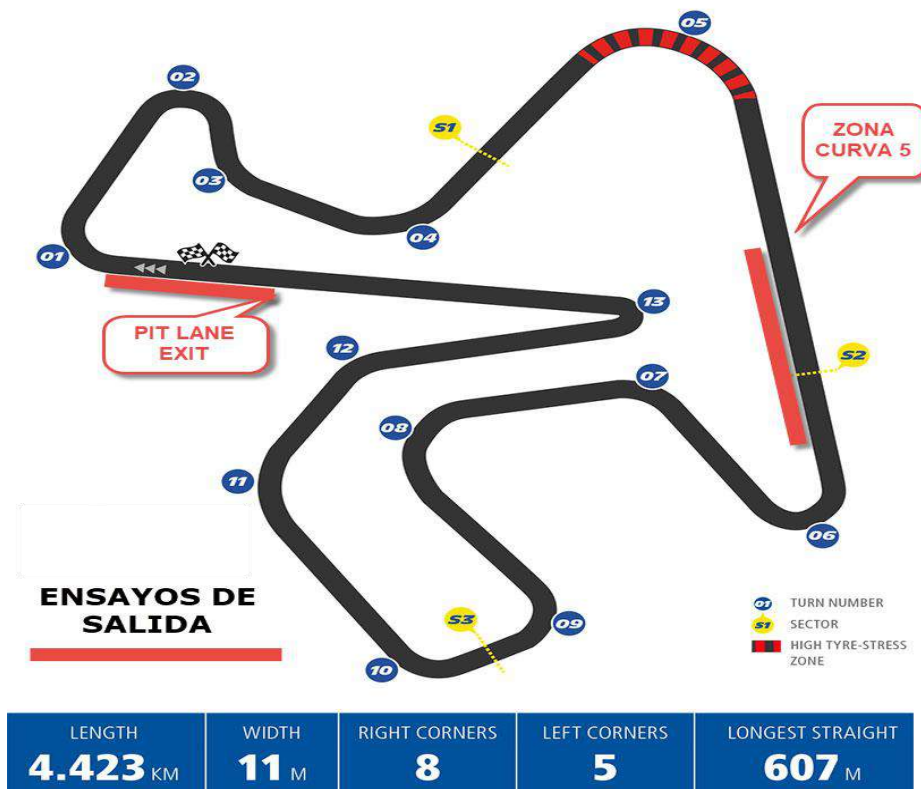 05
02
ZONA
CURVA 5
S1
03
04
01
13
PIT LANE
EXIT
12
S2
07
08
11
06
ENSAYOS DE
SALIDA
01 TURN NUMBER
S1 SECTOR
HIGH TYRE-STRESS
ZONE
S3
09
10
LENGTH
4.423 KM
WIDTH
11 M
RIGHT CORNERS
8
LEFT CORNERS
5
LONGEST STRAIGHT
607 M